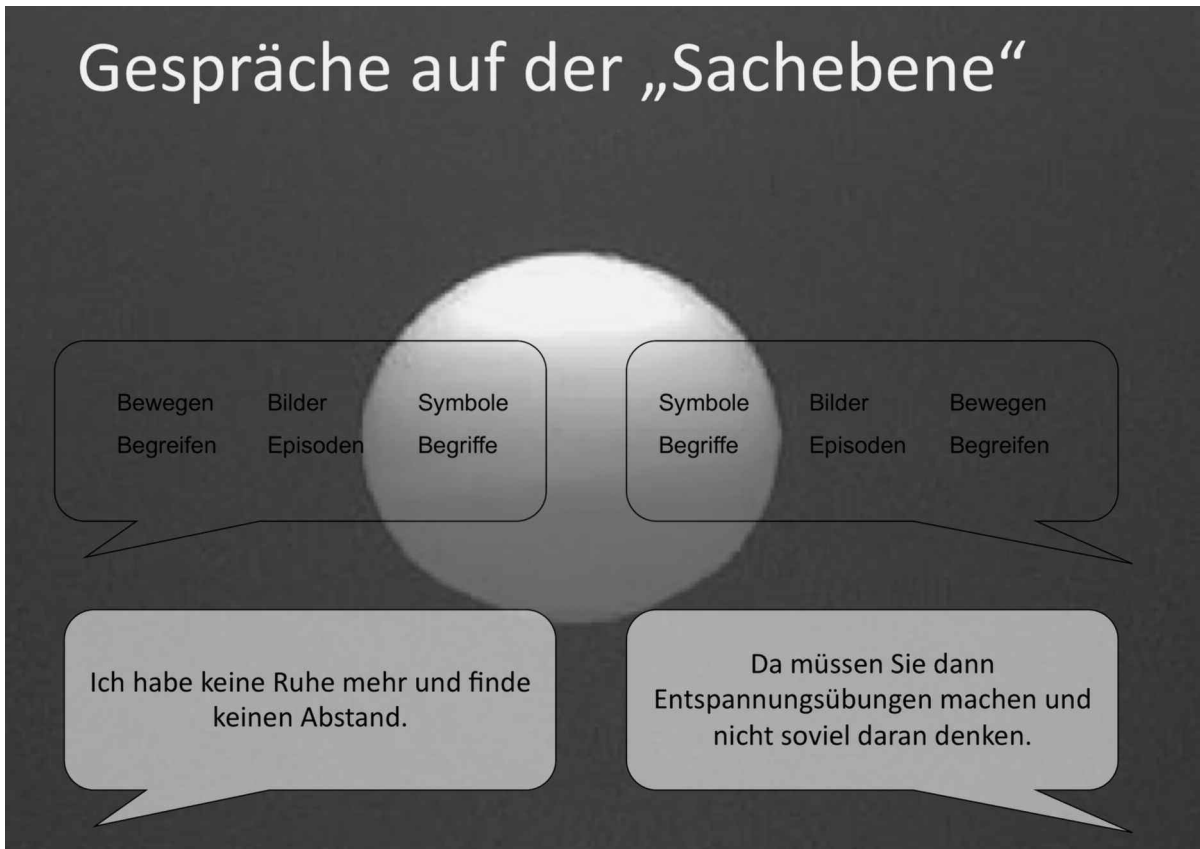 Gespräche auf der „Sachebene“
Bewegen Bilder Symbole
Begreifen Episoden Begriffe
Symbole Bilder Bewegen
Begriffe Episoden Begreifen
Ich habe keine Ruhe mehr und finde
keinen Abstand.
Da müssen Sie dann
Entspannungsübungen machen und
nicht soviel daran denken.